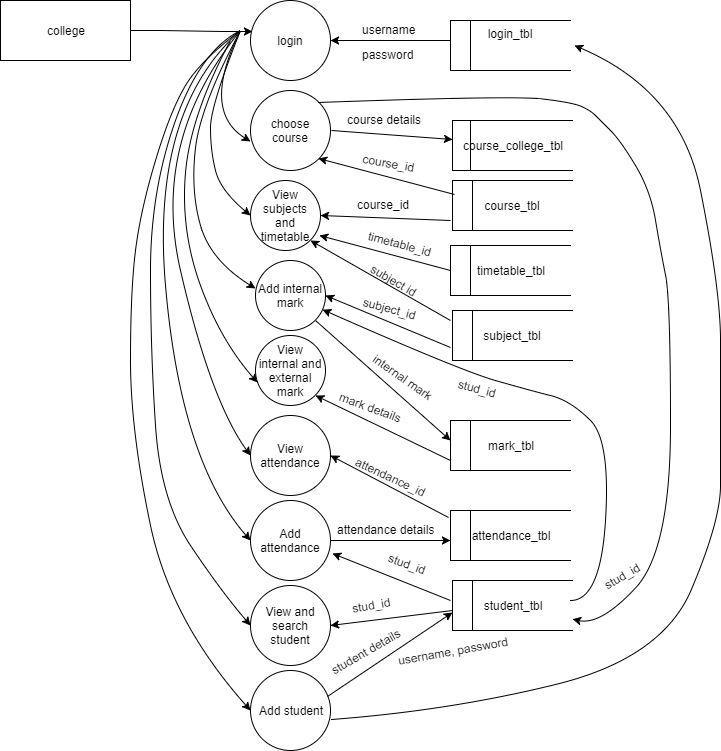 college
login
username
password
login_tbl
choose
course
course details
course_college_tbl
course_id
View
subjects
and
timetable
course_id
course_tbl
timetable_id
timetable_tbl
subject id
Add internal
mark
subject_id
subject_tbl
View
internal and
external
mark
internal mark
stud_id
mark details
mark_tbl
View
attendance
attendance_id
Add
attendance
attendance details
attendance_tbl
stud_id
stud_id
View and
search
student
stud_id
student_tbl
student details
username, password
Add student